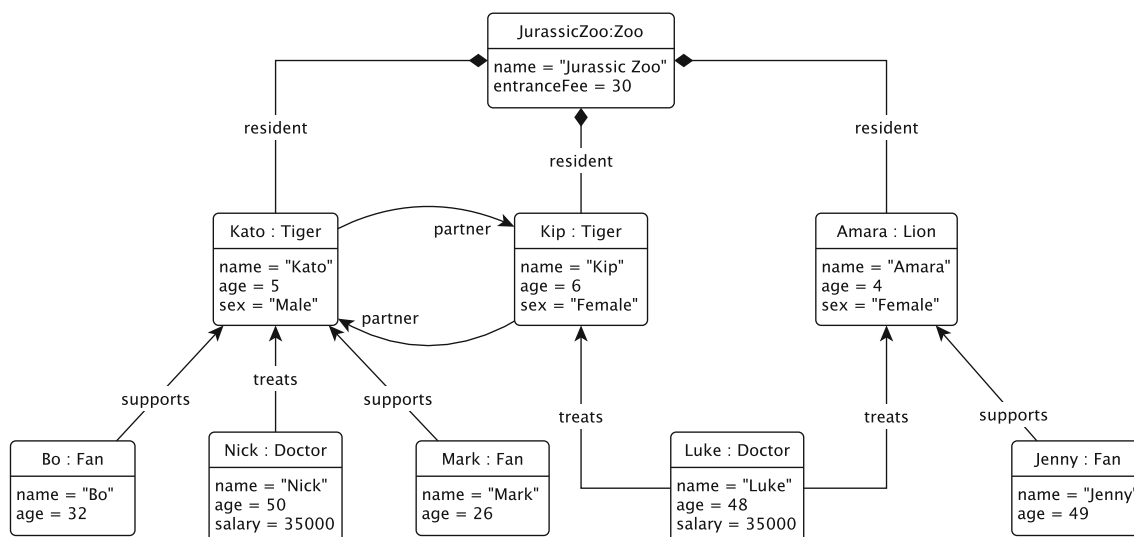 JurassicZoo:Zoo
name = "Jurassic Zoo"
entranceFee = 30
resident
resident
resident
Kato : Tiger
name = "Kato"
age = 5
sex = "Male"
partner
partner
Kip : Tiger
name = "Kip"
age = 6
sex = "Female"
Amara : Lion
name = "Amara"
age = 4
sex = "Female"
supports
treats
supports
treats
treats
supports
Bo : Fan
name = "Bo"
age = 32
Nick : Doctor
name = "Nick"
age = 50
salary = 35000
Mark : Fan
name = "Mark"
age = 26
Luke : Doctor
name = "Luke"
age = 48
salary = 35000
Jenny : Fan
name = "Jenny"
age = 49